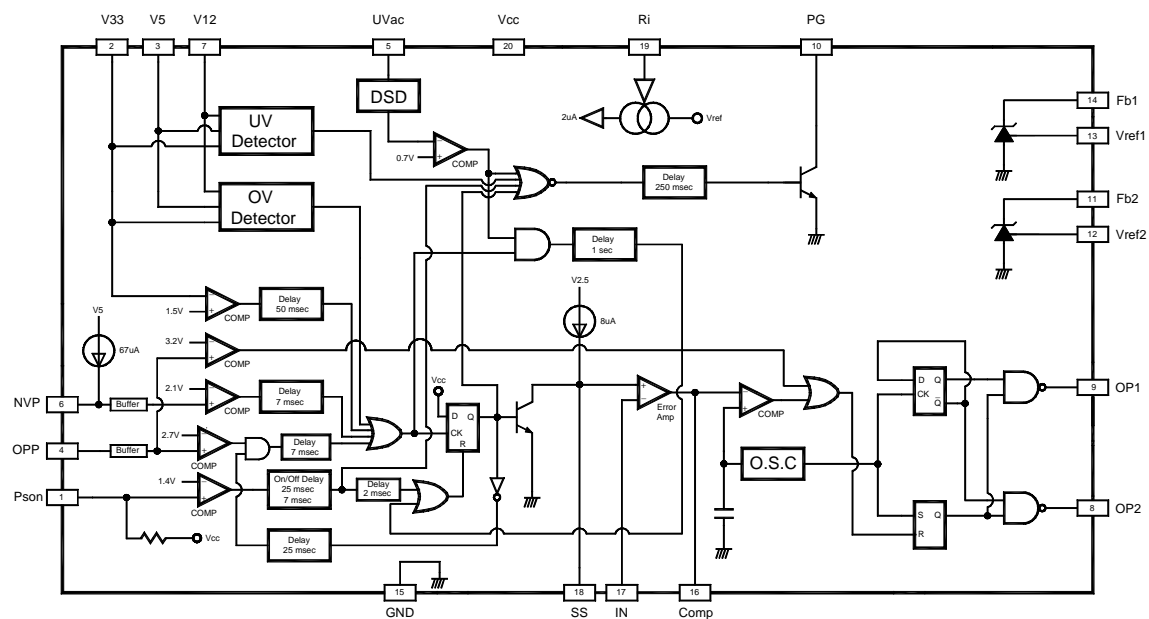 V33 V5 V12 UVac Vcc Ri PG
2 3 7 5 20 19 10
DSD
UV
Detector
2uA
Vref
−
+
0.7V
COMP
14 Fb1
13 Vref1
Delay
250 msec
OV
Detector
11 Fb2
12 Vref2
Delay
1 sec
V2.5
8uA
V5
67uA
−
+
1.5V
COMP
Delay
50 msec
3.2V
−
+
COMP
2.1V
−
+
COMP
Delay
7 msec
NVP 6
Buffer
Vcc
D Q
CK
R
+
−
Error
Amp
−
+
COMP
D Q
CK Q
OP1
9
OPP 4
Buffer
2.7V
−
+
COMP
Delay
7 msec
1.4V
−
+
COMP
On/Off Delay
25 msec
7 msec
Delay
2 msec
O.S.C
Pson 1
Vcc
Delay
25 msec
S Q
R
OP2
8
15 18 17 16
GND SS IN Comp